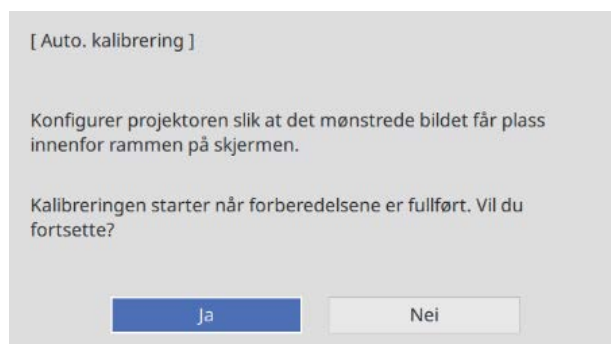 [ Auto. kalibrering ]
Konfigurer projektoren slik at det mønstrede bildet får plass
innenfor rammen på skjermen.
Kalibreringen starter når forberedelsene er fullført. Vil du
fortsette?
Ja
Nei